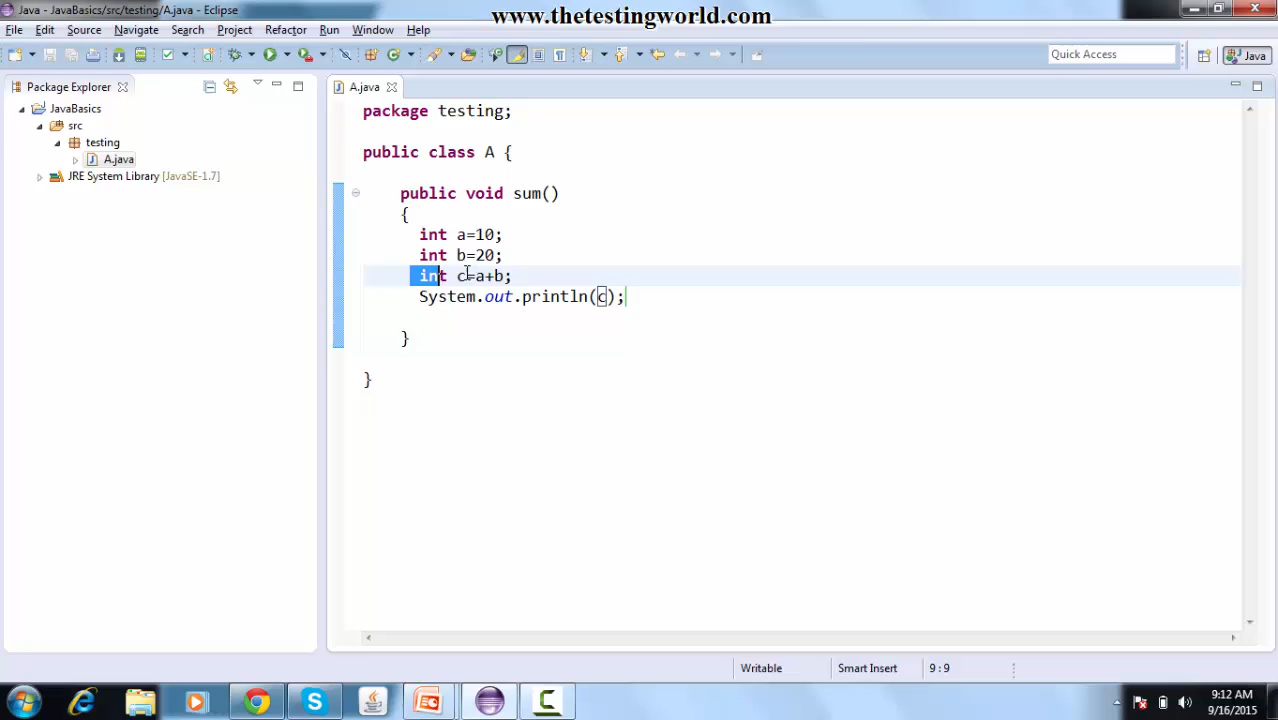 Java - JavaBasics/src/testing/A.java - Eclipse
www.thetestingworld.com
File Edit Source Navigate Search Project Refactor Run Window Help
Quick Access
Java
Package Explorer
A.java
JavaBasics
src
testing
A.java
JRE System Library [JavaSE-1.7]
package testing;
public class A {
public void sum()
{
int a=10;
int b=20;
int c=a+b;
System.out.println(c);
}
}
Writable
Smart Insert
9 : 9
9:12 AM
9/16/2015